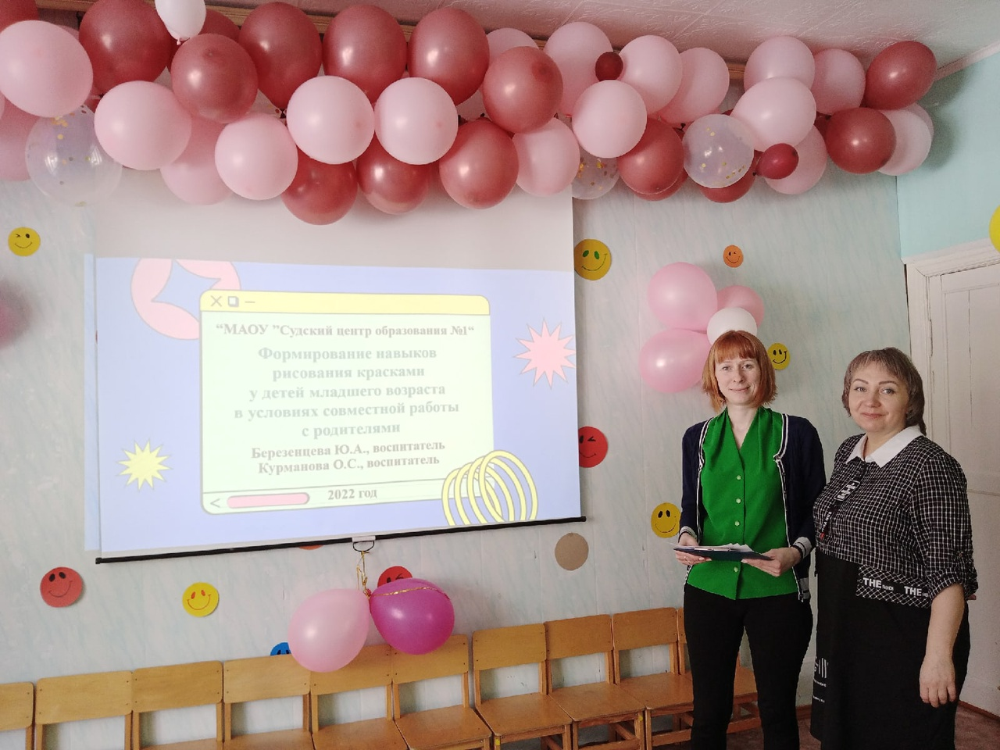 “МАОУ ”Судский центр образования №1“
Формирование навыков
рисования красками
у детей младшего возраста
в условиях совместной работы
с родителями
Березенцева Ю.А., воспитатель
Курманова О.С., воспитатель
2022 год
THE
THE